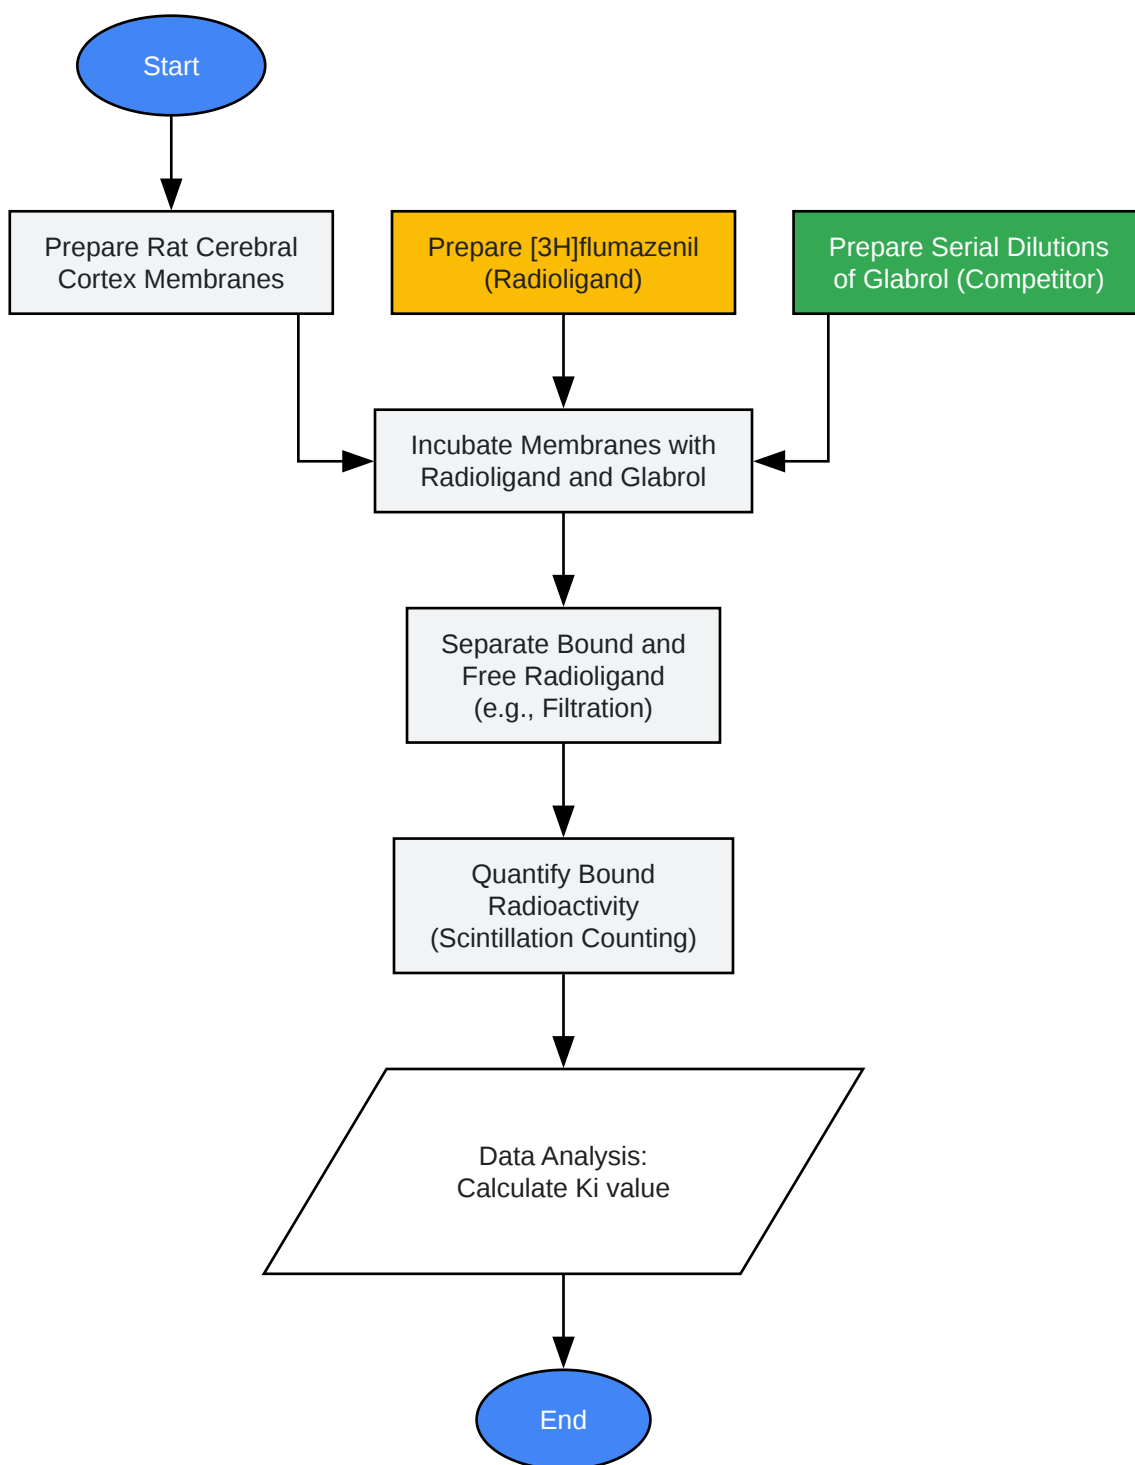 Start
Prepare Rat Cerebral
Cortex Membranes
Prepare [3H]flumazenil
(Radioligand)
Prepare Serial Dilutions
of Glabrol (Competitor)
Incubate Membranes with
Radioligand and Glabrol
Separate Bound and
Free Radioligand
(e.g., Filtration)
Quantify Bound
Radioactivity
(Scintillation Counting)
Data Analysis:
Calculate Ki value
End